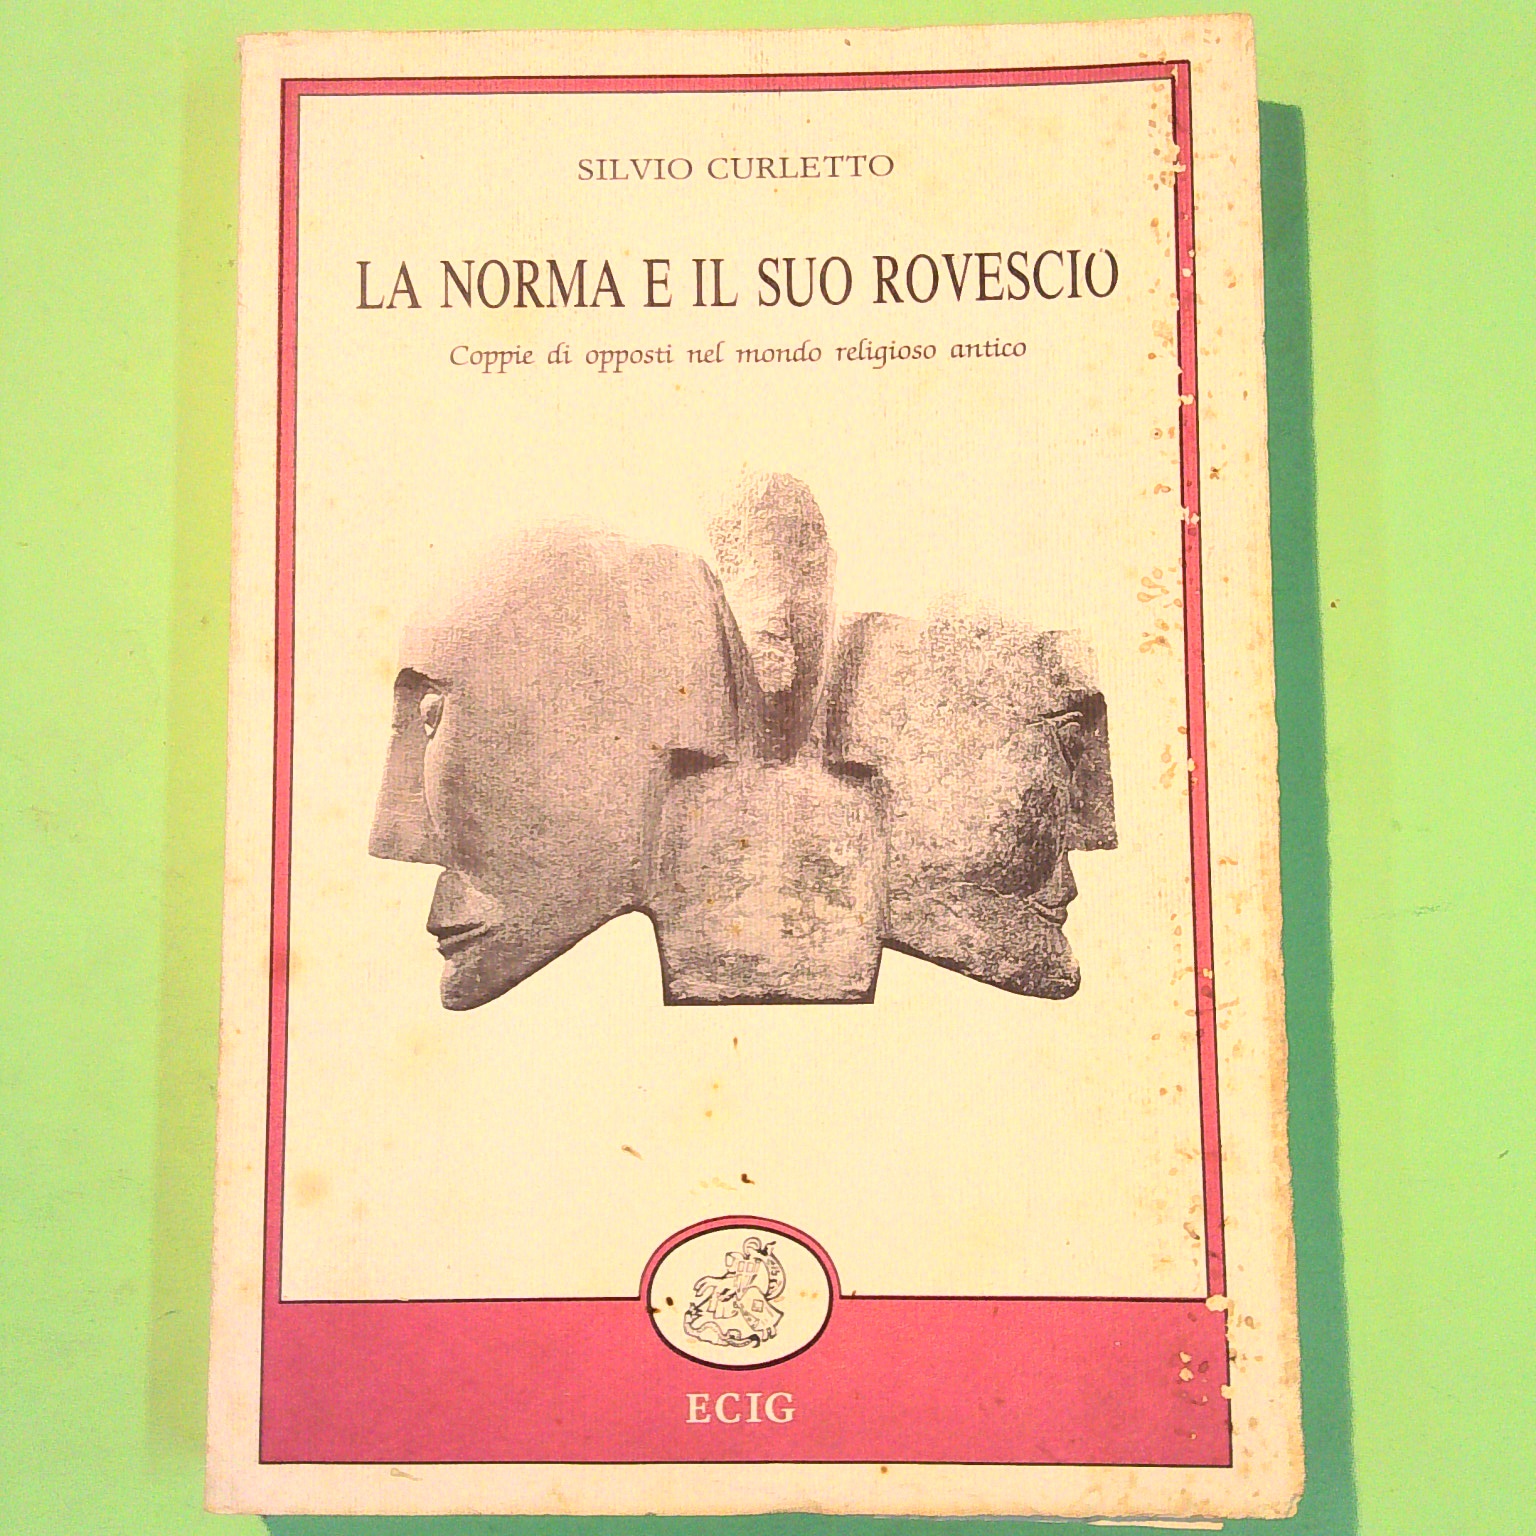 SILVIO CURLETTO
LA NORMA E IL SUO ROVESCIO
Coppie di opposti nel mondo religioso antico
ECIG